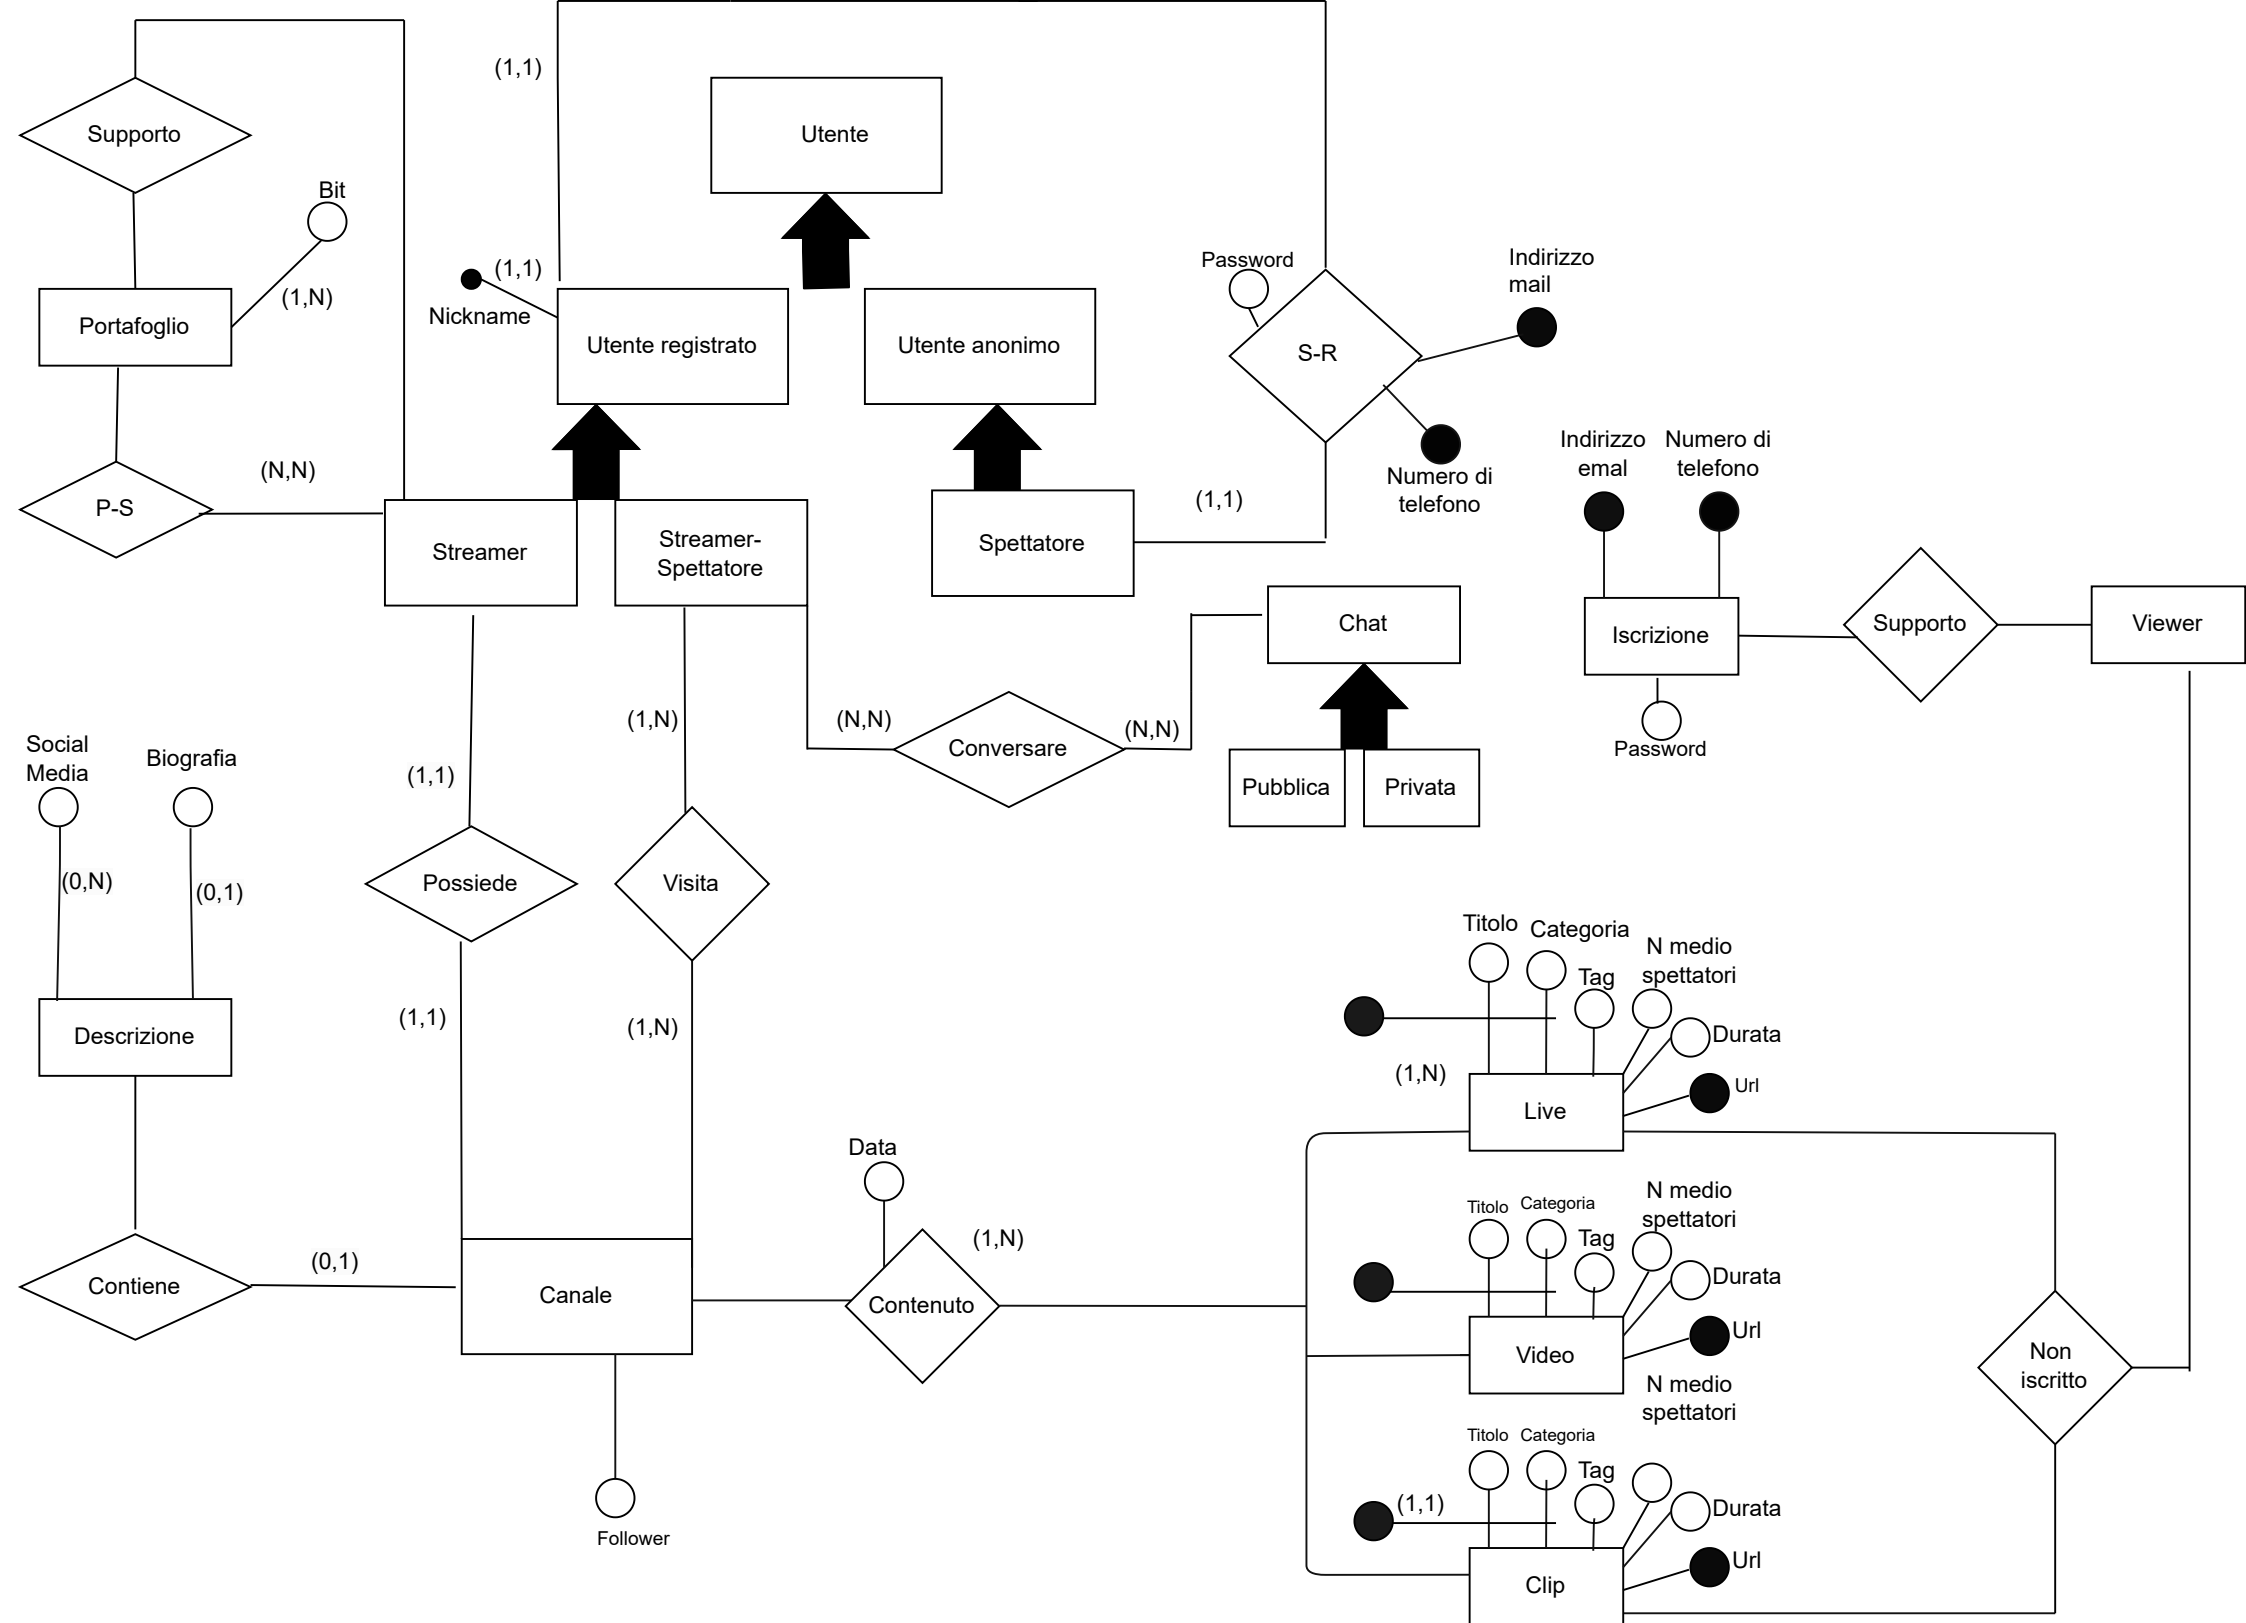 (1,1)
Utente
Supporto
Bit
(1,N)
Portafoglio
(1,1)
Nickname
Utente registrato
Utente anonimo
Password
S-R
Indirizzo
mail
Numero di
telefono
(N,N)
P-S
Streamer
Streamer-
Spettatore
Spettatore
(1,1)
Indirizzo
emal
Numero di
telefono
Chat
Iscrizione
Supporto
Viewer
Password
(1,N)
(N,N)
Conversare
(N,N)
Pubblica
Privata
Social
Media
Biografia
(1,1)
(0,N)
(0,1)
Possiede
Visita
Descrizione
(1,1)
(1,N)
Titolo
Categoria
Tag
N medio
spettatori
Durata
(1,N)
Url
Live
Data
(1,N)
Contiene
(0,1)
Canale
Contenuto
Titolo
Categoria
Tag
N medio
spettatori
Durata
Url
Video
Non
iscritto
N medio
spettatori
Titolo
Categoria
Tag
(1,1)
Durata
Url
Clip
Follower